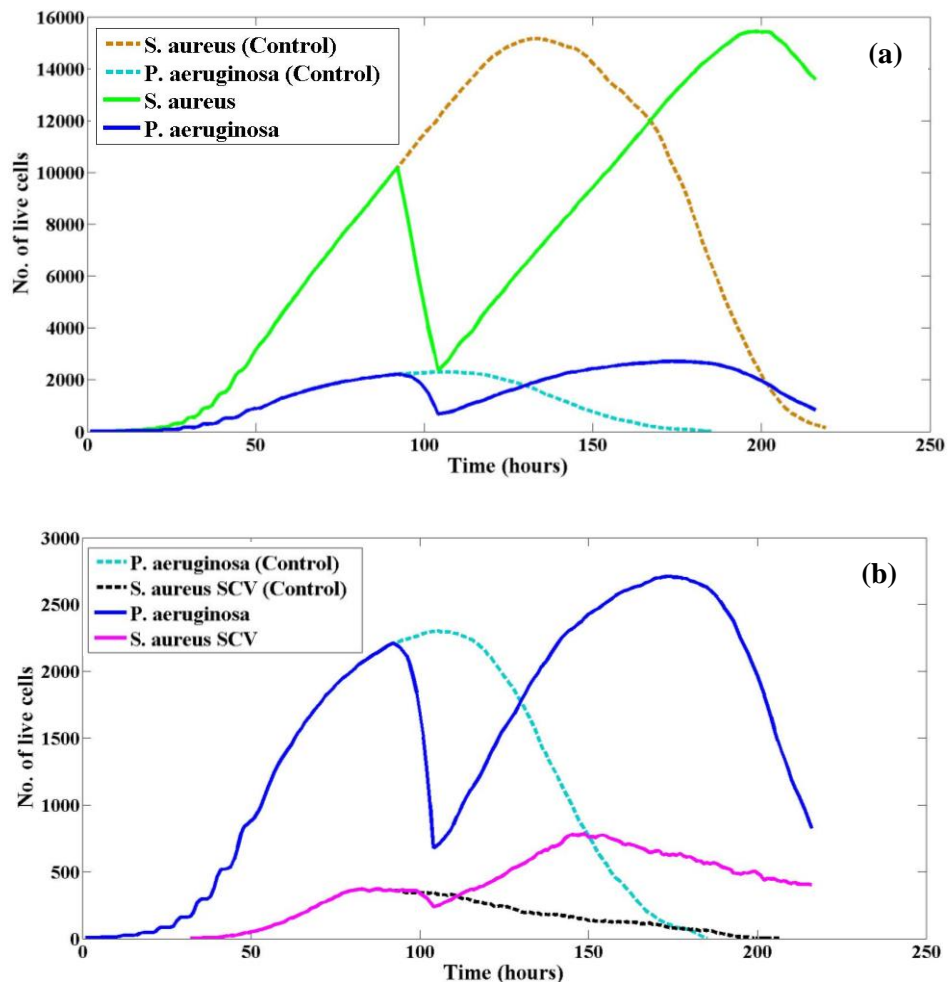 16000
14000
12000
10000
8000
6000
4000
2000
0
No. of live cells
S. aureus (Control)
P. aeruginosa (Control)
S. aureus
P. aeruginosa
(a)
0 50 100 150 200 250
Time (hours)
3000
2500
2000
1500
1000
500
0
No. of live cells
P. aeruginosa (Control)
S. aureus SCV (Control)
P. aeruginosa
S. aureus SCV
(b)
0 50 100 150 200 250
Time (hours)